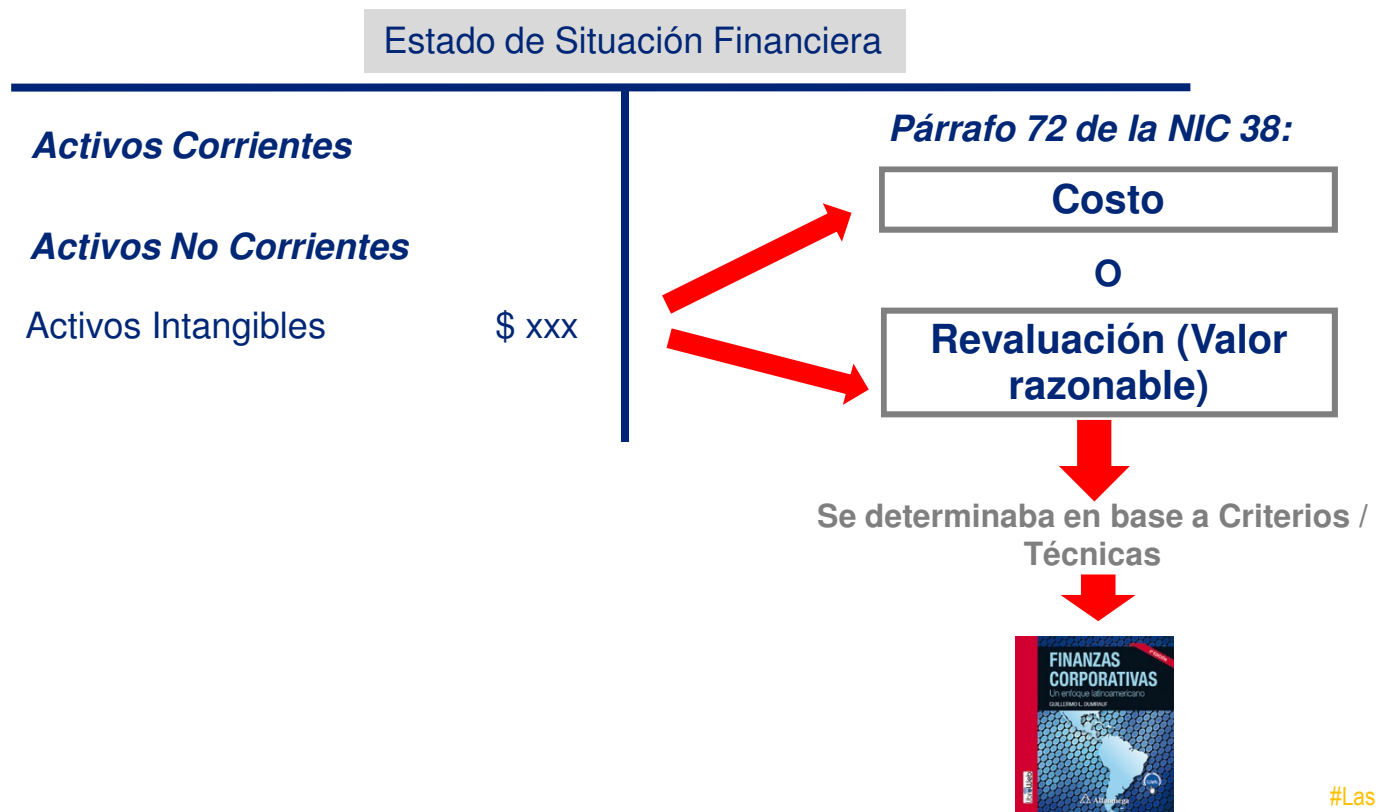 Estado de Situación Financiera
Activos Corrientes
Activos No Corrientes
Activos Intangibles $ xxx
Párrafo 72 de la NIC 38:
Costo
O
Revaluación (Valor
razonable)
Se determinaba en base a Criterios /
Técnicas
FINANZAS
CORPORATIVAS
Un enfoque latinoamericano
GUILLERMO L. DUMRAUF
Alfaomega
#Las